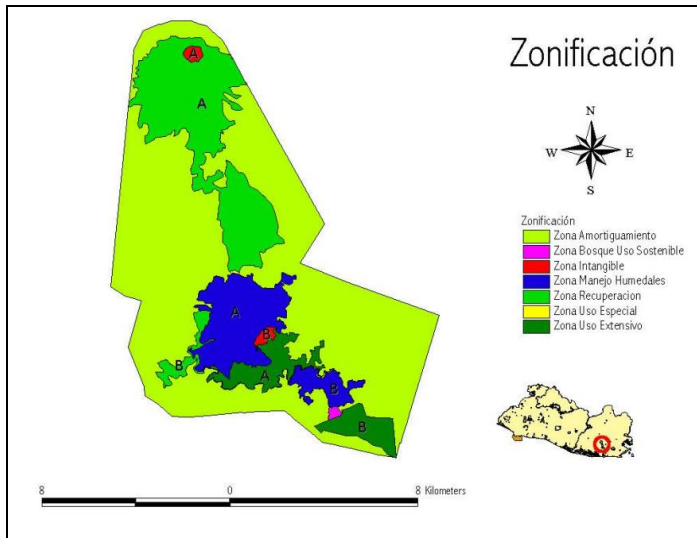 Zonificación
N
W E
S
Zonificación
Zona Amortiguamiento
Zona Bosque Uso Sostenible
Zona Intangible
Zona Manejo Humedales
Zona Recuperacion
Zona Uso Especial
Zona Uso Extensivo
A
A
A
B
B
A
B
B
8 0 8 Kilometers